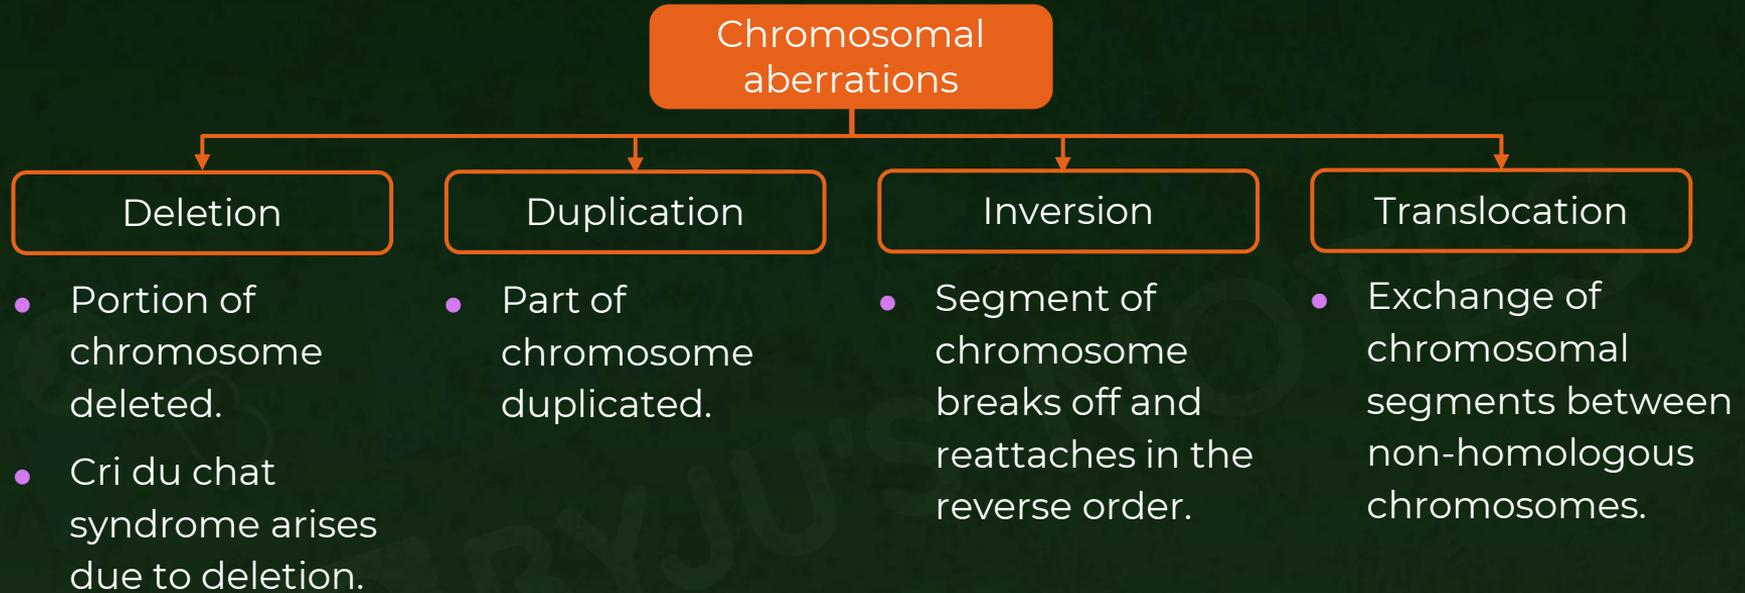 Chromosomal
aberrations
Deletion
Portion of
chromosome
deleted.
Cri du chat
syndrome arises
due to deletion.
Duplication
Part of
chromosome
duplicated.
Inversion
Segment of
chromosome
breaks off and
reattaches in the
reverse order.
Translocation
Exchange of
chromosomal
segments between
non-homologous
chromosomes.
BYJU'S NOTES